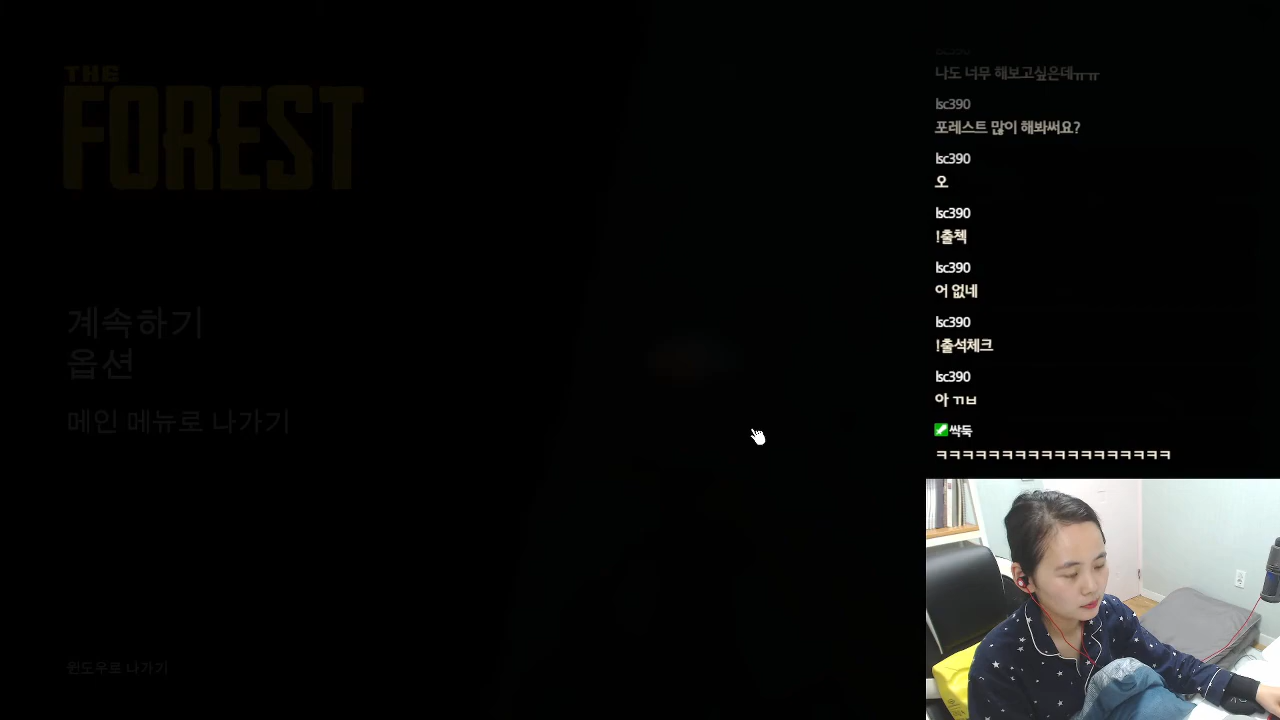 THE
FOREST
계속하기
옵션
메인 메뉴로 나가기
윈도우로 나가기
lsc390
나도 너무 해보고싶은데ㅠㅠ
lsc390
포레스트 많이 해봐써요?
lsc390
오
lsc390
!출첵
lsc390
어 없네
lsc390
!출석체크
lsc390
아 ㄲㅂ
싹둑
ㅋㅋㅋㅋㅋㅋㅋㅋㅋㅋㅋㅋㅋㅋㅋㅋㅋㅋ